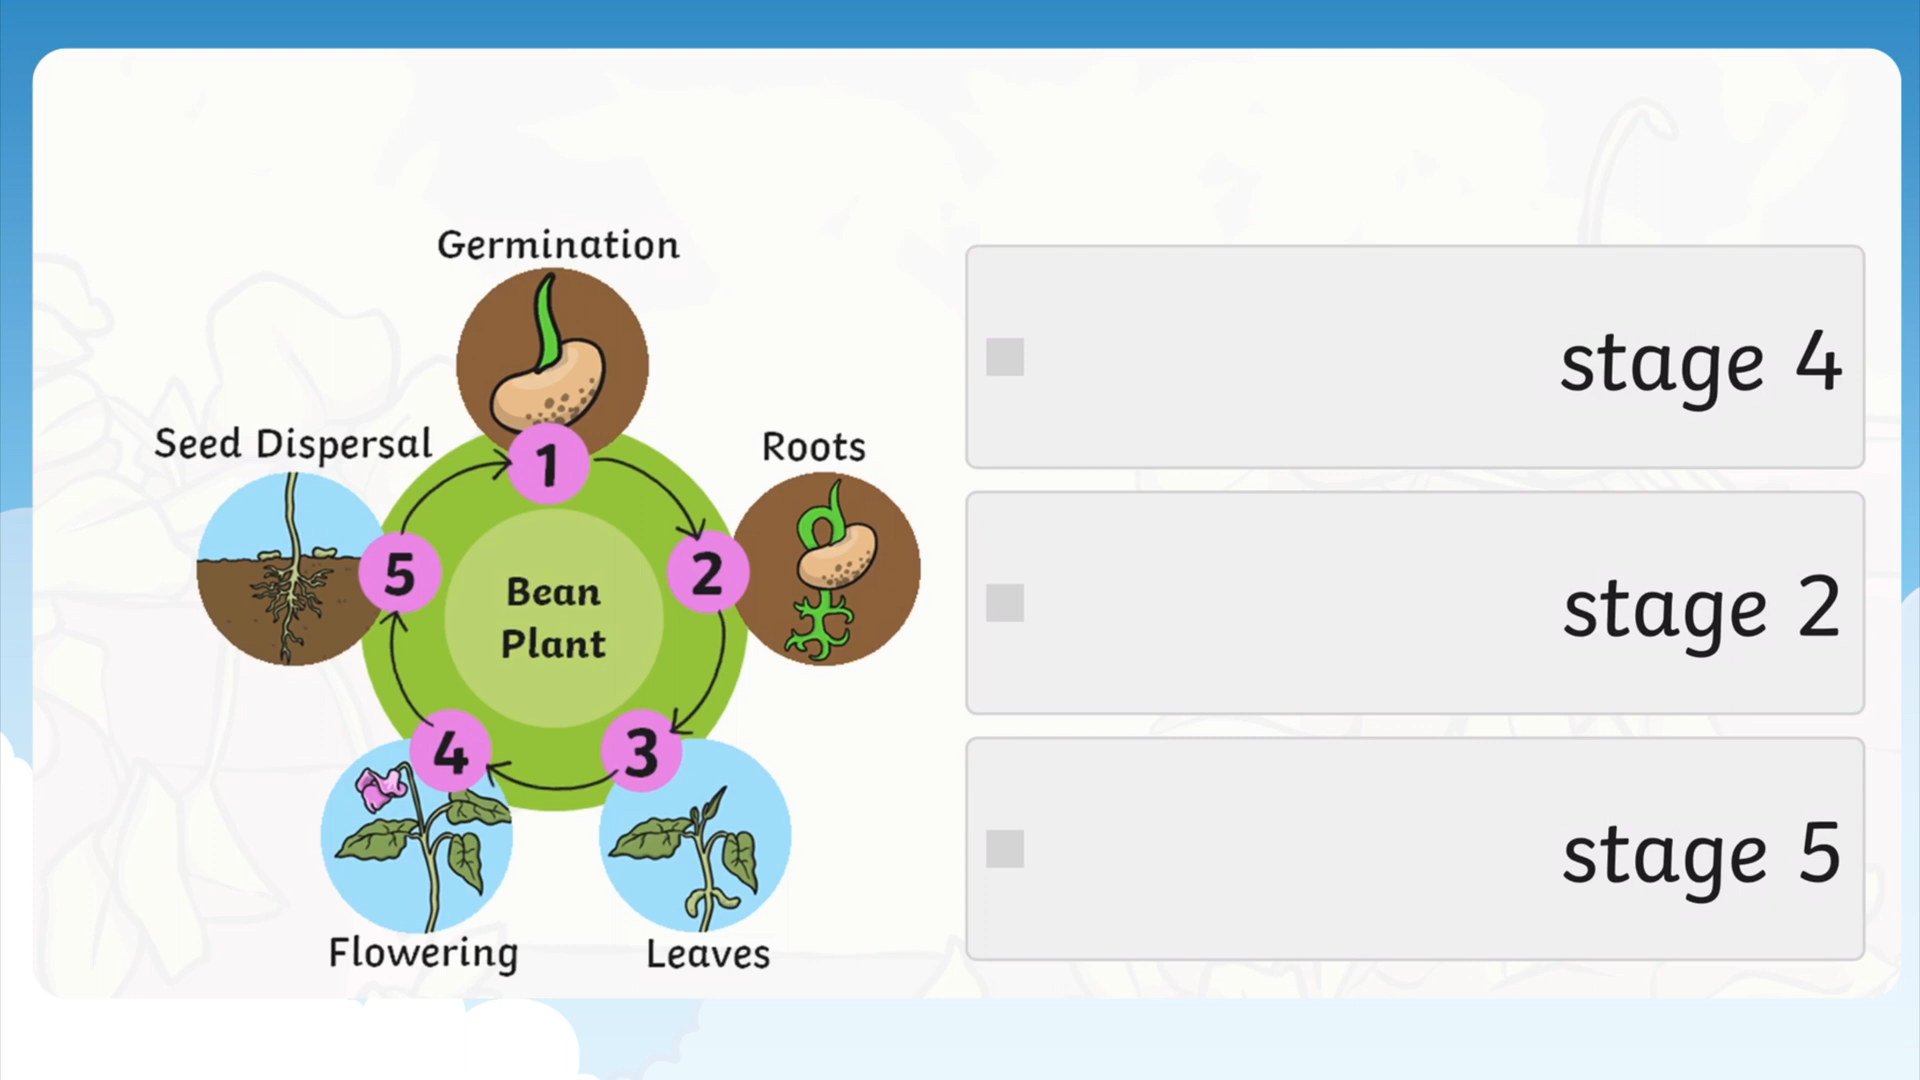 Germination
Seed Dispersal
Roots
1
5
2
Bean
Plant
4
3
Flowering
Leaves
stage 4
stage 2
stage 5